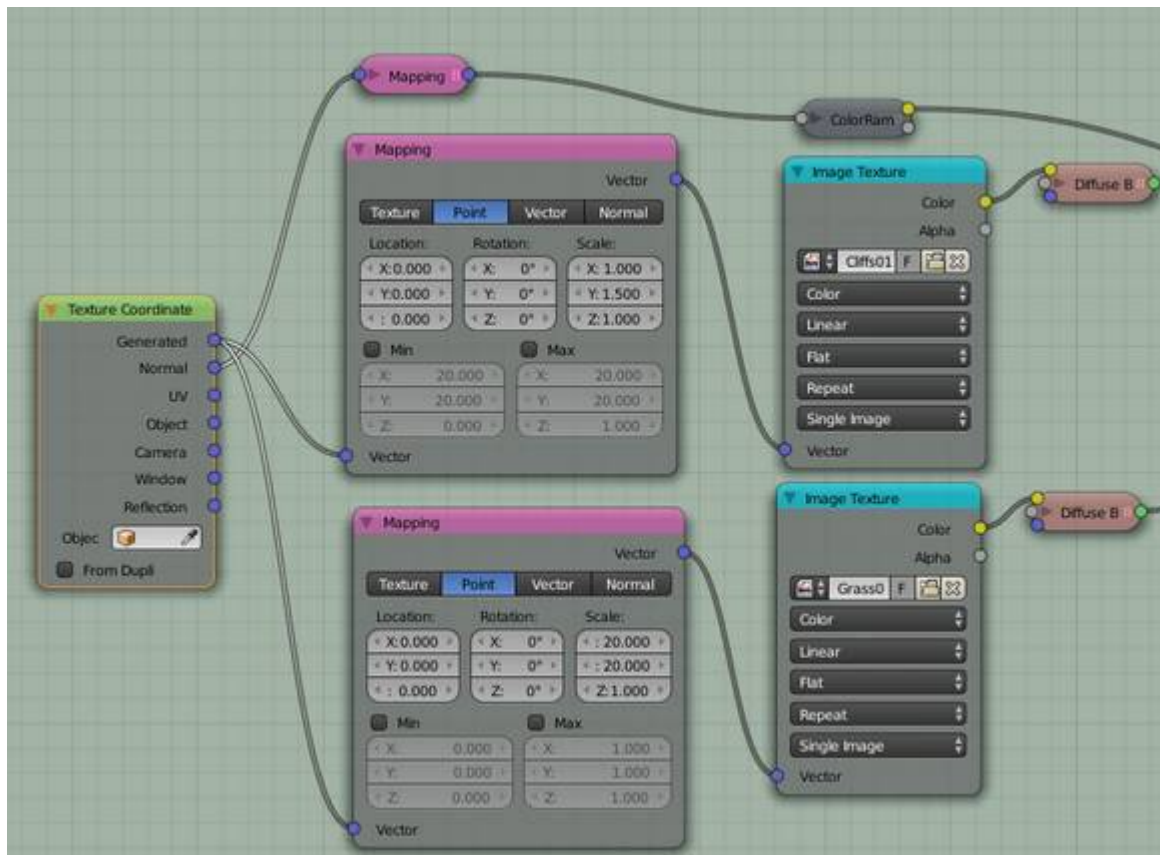 Mapping
ColorRam
Mapping
Vector
Texture Point Vector Normal
Location: Rotation: Scale:
X:0.000 X: 0° X: 1.000
Y:0.000 Y: 0° Y: 1.500
: 0.000 Z: 0° Z:1.000
Min Max
X: 20.000 X: 20.000
Y: 20.000 Y: 20.000
Z: 0.000 Z: 1.000
Vector
Image Texture
Color
Alpha
Cliffs01 F
Color
Linear
Flat
Repeat
Single Image
Vector
Diffuse B
Texture Coordinate
Generated
Normal
UV
Object
Camera
Window
Reflection
Objec
From Dupli
Mapping
Vector
Texture Point Vector Normal
Location: Rotation: Scale:
X:0.000 X: 0° : 20.000
Y:0.000 Y: 0° : 20.000
: 0.000 Z: 0° Z:1.000
Min Max
X: 0.000 X: 1.000
Y: 0.000 Y: 1.000
Z: 0.000 Z: 1.000
Vector
Image Texture
Color
Alpha
Grass0 F
Color
Linear
Flat
Repeat
Single Image
Vector
Diffuse B